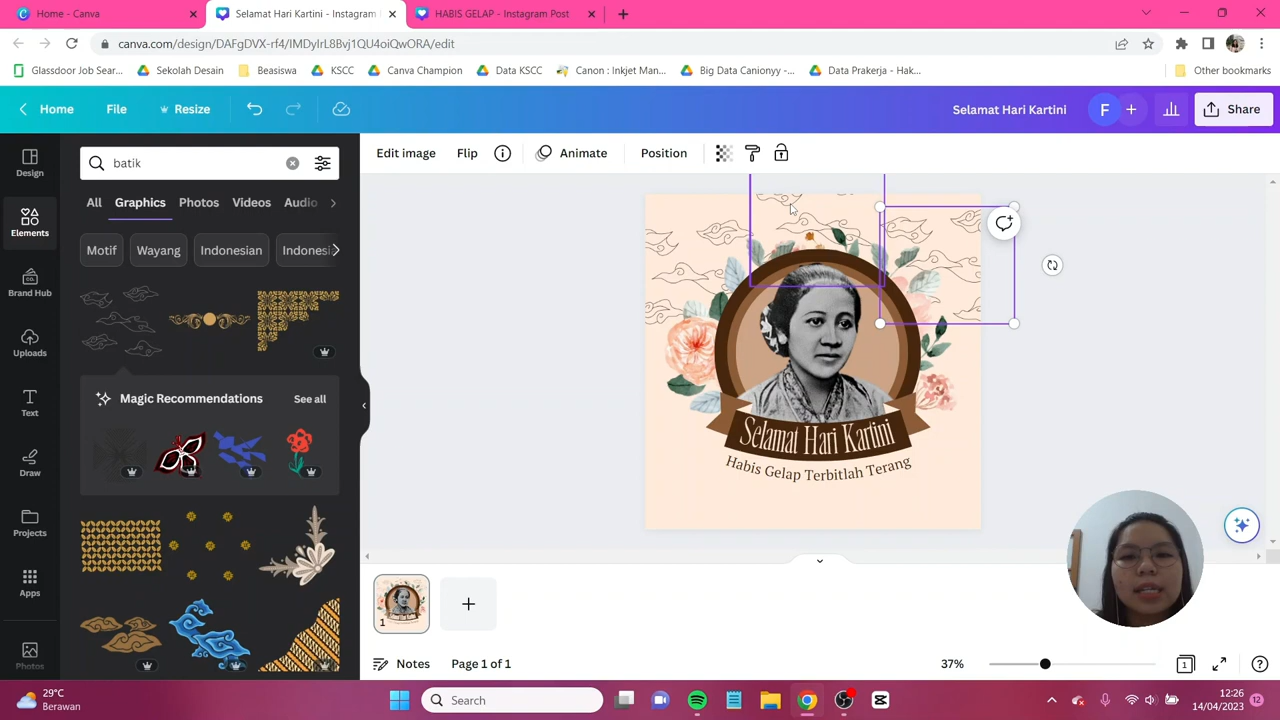 Home - Canva
Selamat Hari Kartini - Instagram
HABIS GELAP - Instagram Post
canva.com/design/DAFgDVX-rf4/IMDyIrL8Bvj1QU4oiQwORA/edit
Glassdoor Job Sear...
Sekolah Desain
Beasiswa
KSCC
Canva Champion
Data KSCC
Canon : Inkjet Man...
Big Data Canionyy -...
Data Prakerja - Hak...
Other bookmarks
Home
File
Resize
Selamat Hari Kartini
F
Share
Design
Elements
Brand Hub
Uploads
Text
Draw
Projects
Apps
Photos
batik
All
Graphics
Photos
Videos
Audio
Motif
Wayang
Indonesian
Magic Recommendations
See all
Edit image
Flip
Animate
Position
Selamat Hari Kartini
Habis Gelap Terbitlah Terang
1
Notes
Page 1 of 1
37%
1
29°C
Berawan
Search
12:26
14/04/2023
12